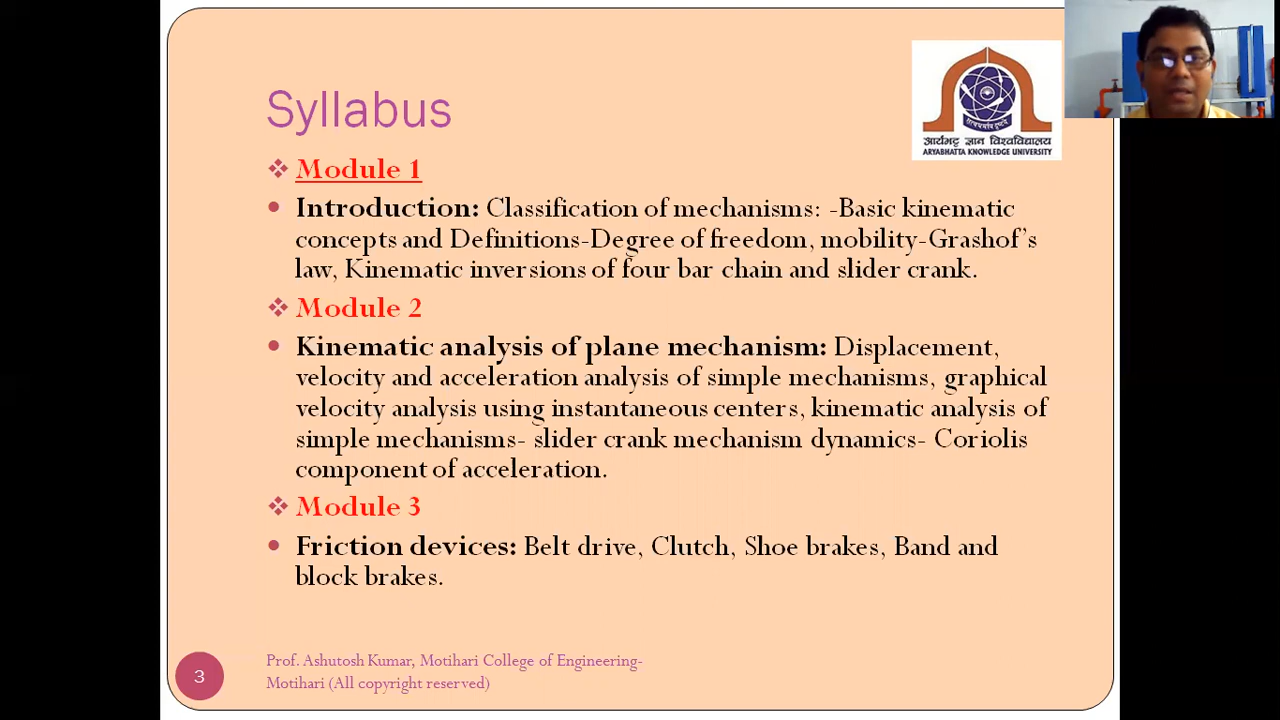 Syllabus
Module 1
Introduction: Classification of mechanisms: -Basic kinematic
concepts and Definitions-Degree of freedom, mobility-Grashof's
law, Kinematic inversions of four bar chain and slider crank.
Module 2
Kinematic analysis of plane mechanism: Displacement,
velocity and acceleration analysis of simple mechanisms, graphical
velocity analysis using instantaneous centers, kinematic analysis of
simple mechanisms- slider crank mechanism dynamics- Coriolis
component of acceleration.
Module 3
Friction devices: Belt drive, Clutch, Shoe brakes, Band and
block brakes.
आर्यभट्ट ज्ञान विश्वविद्यालय
ARYABHATTA KNOWLEDGE UNIVERSITY
3
Prof. Ashutosh Kumar, Motihari College of Engineering-
Motihari (All copyright reserved)